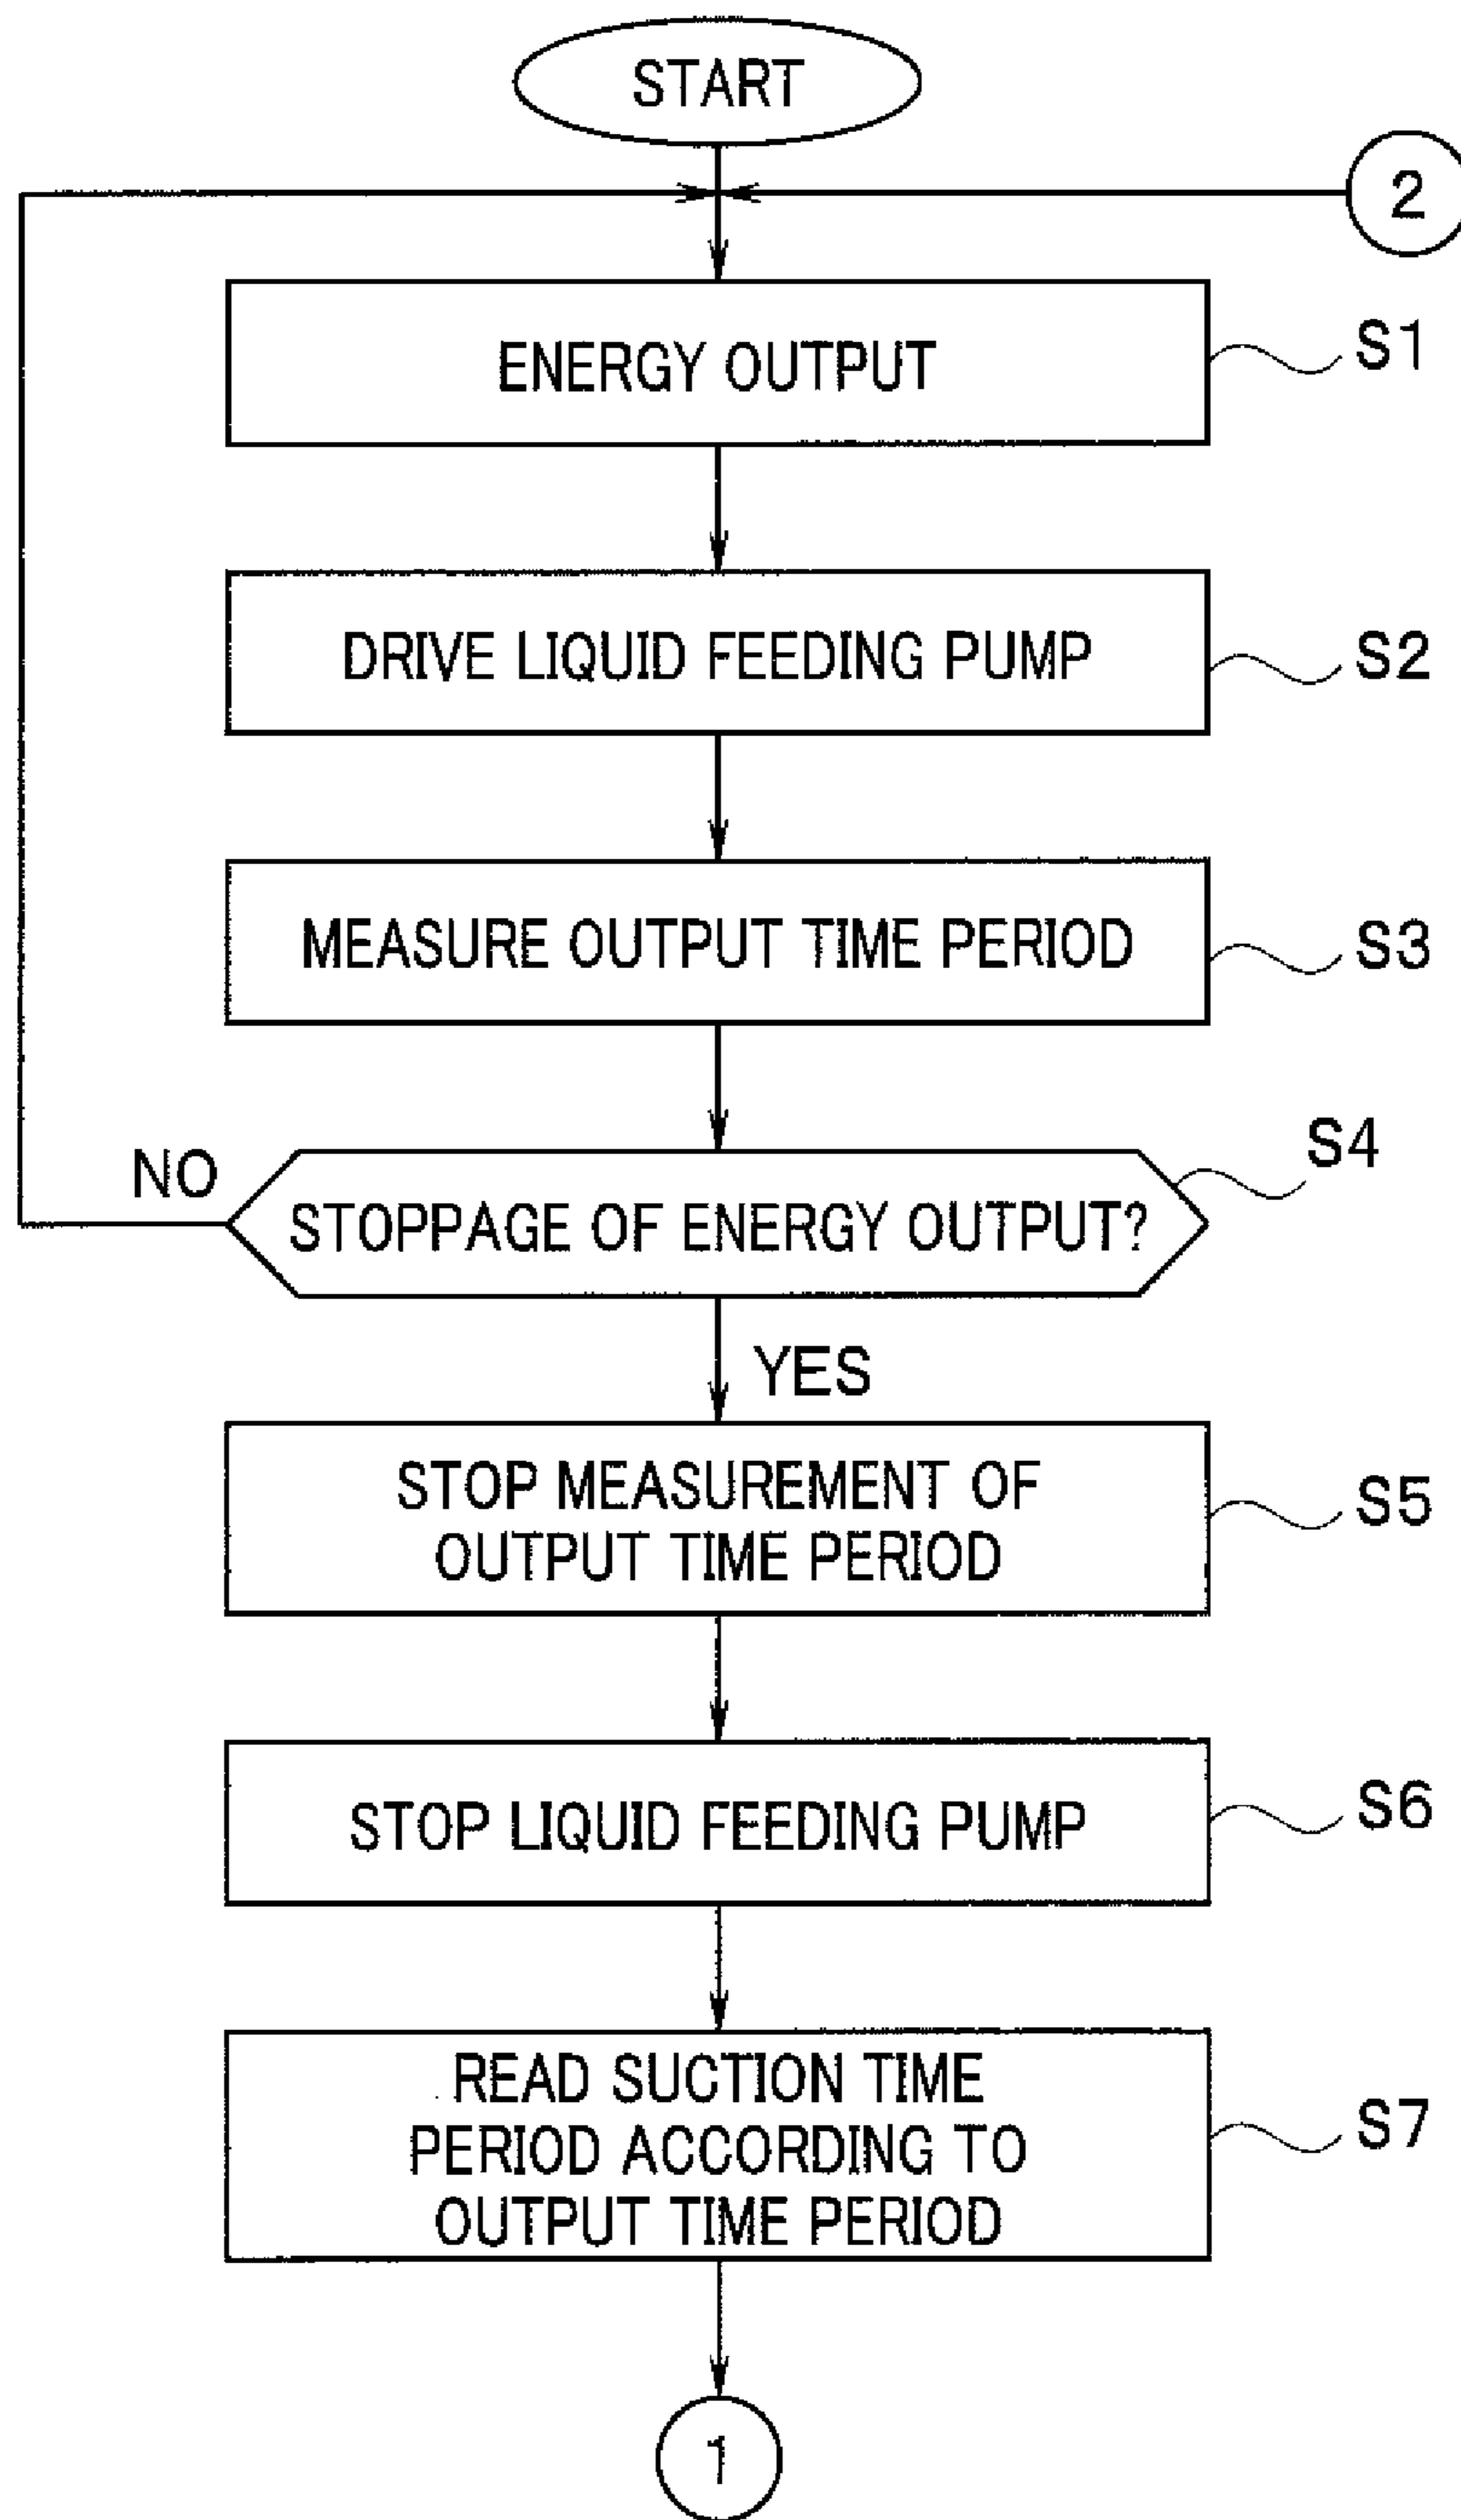 START
2
ENERGY OUTPUT
S1
DRIVE LIQUID FEEDING PUMP
S2
MEASURE OUTPUT TIME PERIOD
S3
S4
NO
STOPPAGE OF ENERGY OUTPUT?
YES
STOP MEASUREMENT OF
OUTPUT TIME PERIOD
S5
STOP LIQUID FEEDING PUMP
S6
READ SUCTION TIME
PERIOD ACCORDING TO
OUTPUT TIME PERIOD
S7
1